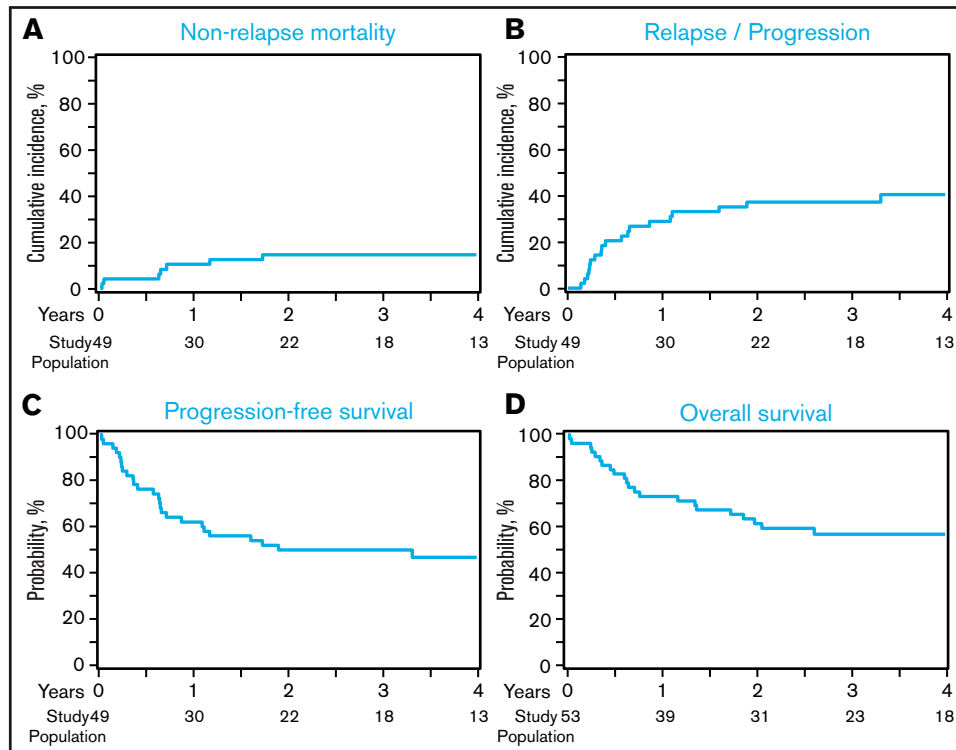 A
Non-relapse mortality
Cumulative incidence, %
100
80
60
40
20
0
Years 0 1 2 3 4
Study 49 30 22 18 13
Population
B
Relapse / Progression
Cumulative incidence, %
100
80
60
40
20
0
Years 0 1 2 3 4
Study 49 30 22 18 13
Population
C
Progression-free survival
Probability, %
100
80
60
40
20
0
Years 0 1 2 3 4
Study 49 30 22 18 13
Population
D
Overall survival
Probability, %
100
80
60
40
20
0
Years 0 1 2 3 4
Study 53 39 31 23 18
Population